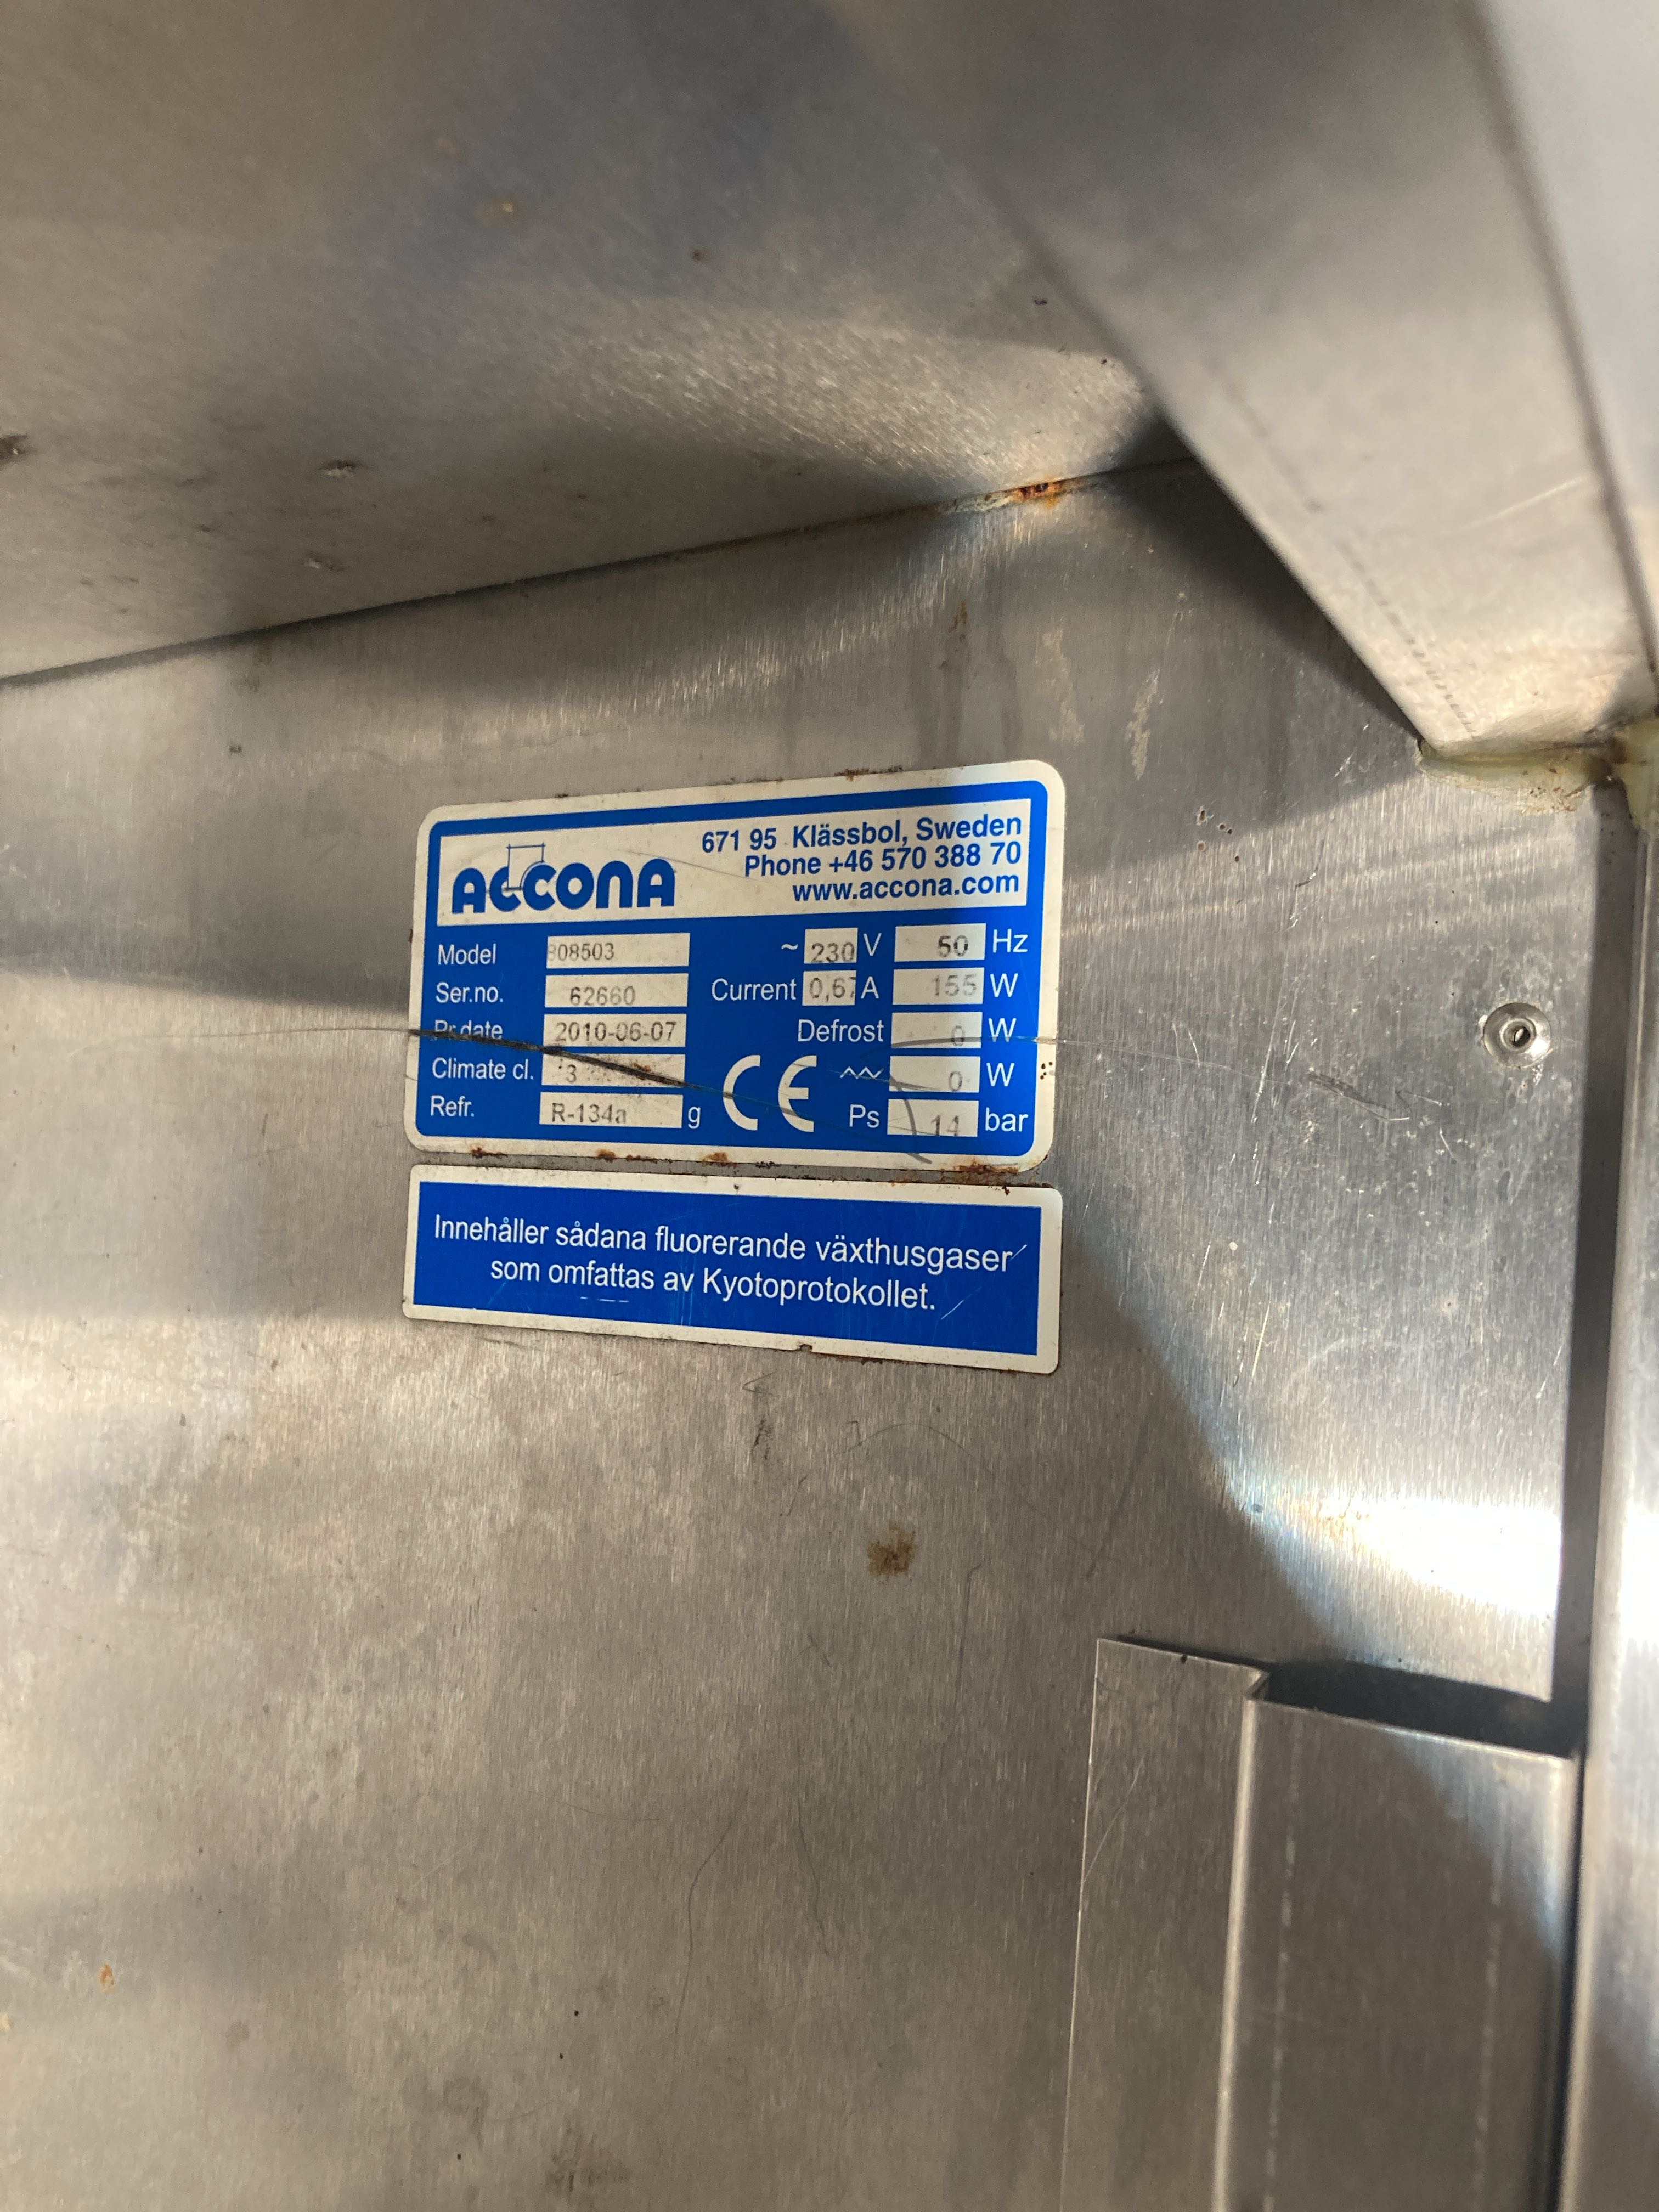 ACCONA
671 95 Klässbol, Sweden
Phone +46 570 388 70
www.accona.com
Model 808503 ~ 230 V 50 Hz
Ser.no. 62660 Current 0,67 A 155 W
Pr.date 2010-06-07 Defrost 0 W
Climate cl. 3 CE 0 W
Refr. R-134a g Ps 14 bar
Innehåller sådana fluorerande växthusgaser
som omfattas av Kyotoprotokollet.